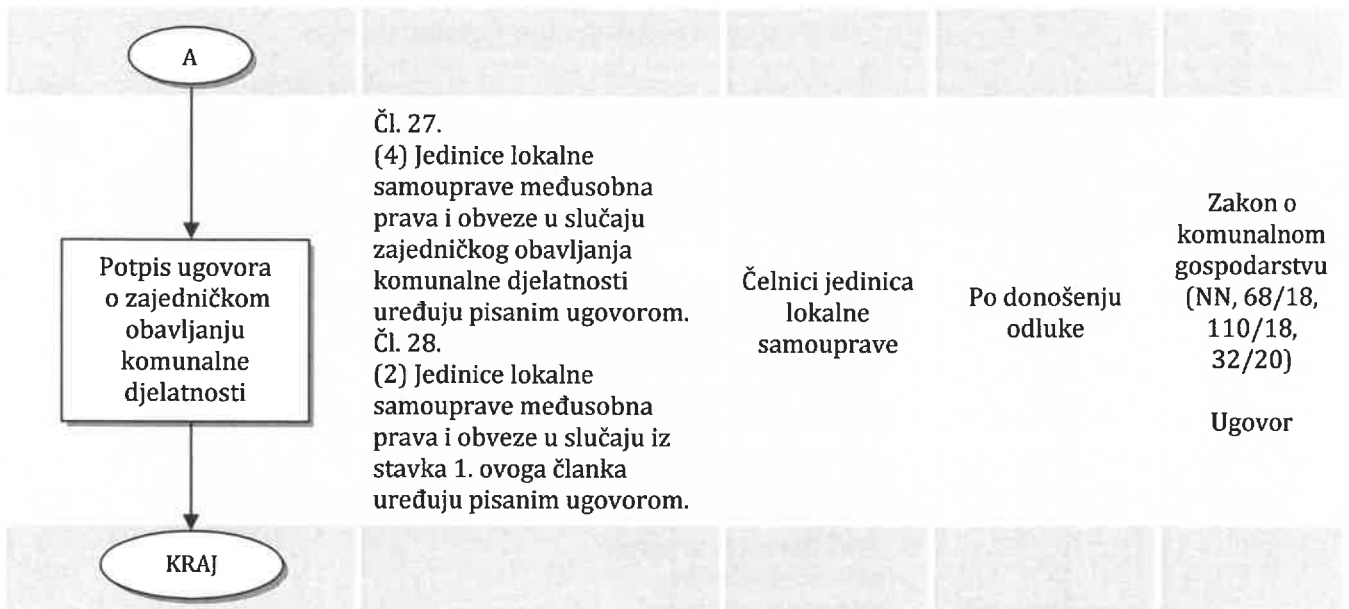 A
Potpis ugovora
o zajedničkom
obavljanju
komunalne
djelatnosti
Čl. 27.
(4) Jedinice lokalne
samouprave međusobna
prava i obveze u slučaju
zajedničkog obavljanja
komunalne djelatnosti
uređuju pisanim ugovorom.
Čl. 28.
(2) Jedinice lokalne
samouprave međusobna
prava i obveze u slučaju iz
stavka 1. ovoga članka
uređuju pisanim ugovorom.
Čelnici jedinica
lokalne
samouprave
Po donošenju
odluke
Zakon o
komunalnom
gospodarstvu
(NN, 68/18,
110/18,
32/20)
Ugovor
KRAJ